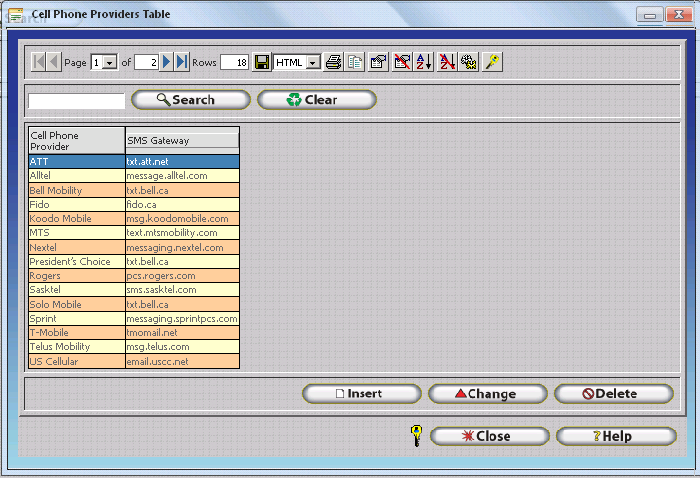 Cell Phone Providers Table
Search
Page 1 of 2 Rows 18 HTML
Search Clear
Cell Phone Provider SMS Gateway
ATT txt.att.net
Alltel message.alltel.com
Bell Mobility txt.bell.ca
Fido fido.ca
Koodo Mobile msg.koodomobile.com
MTS text.mtsmobility.com
Nextel messaging.nextel.com
President's Choice txt.bell.ca
Rogers pcs.rogers.com
Sasktel sms.sasktel.com
Solo Mobile txt.bell.ca
Sprint messaging.sprintpcs.com
T-Mobile tmomail.net
Telus Mobility msg.telus.com
US Cellular email.uscc.net
Insert Change Delete
Close ? Help